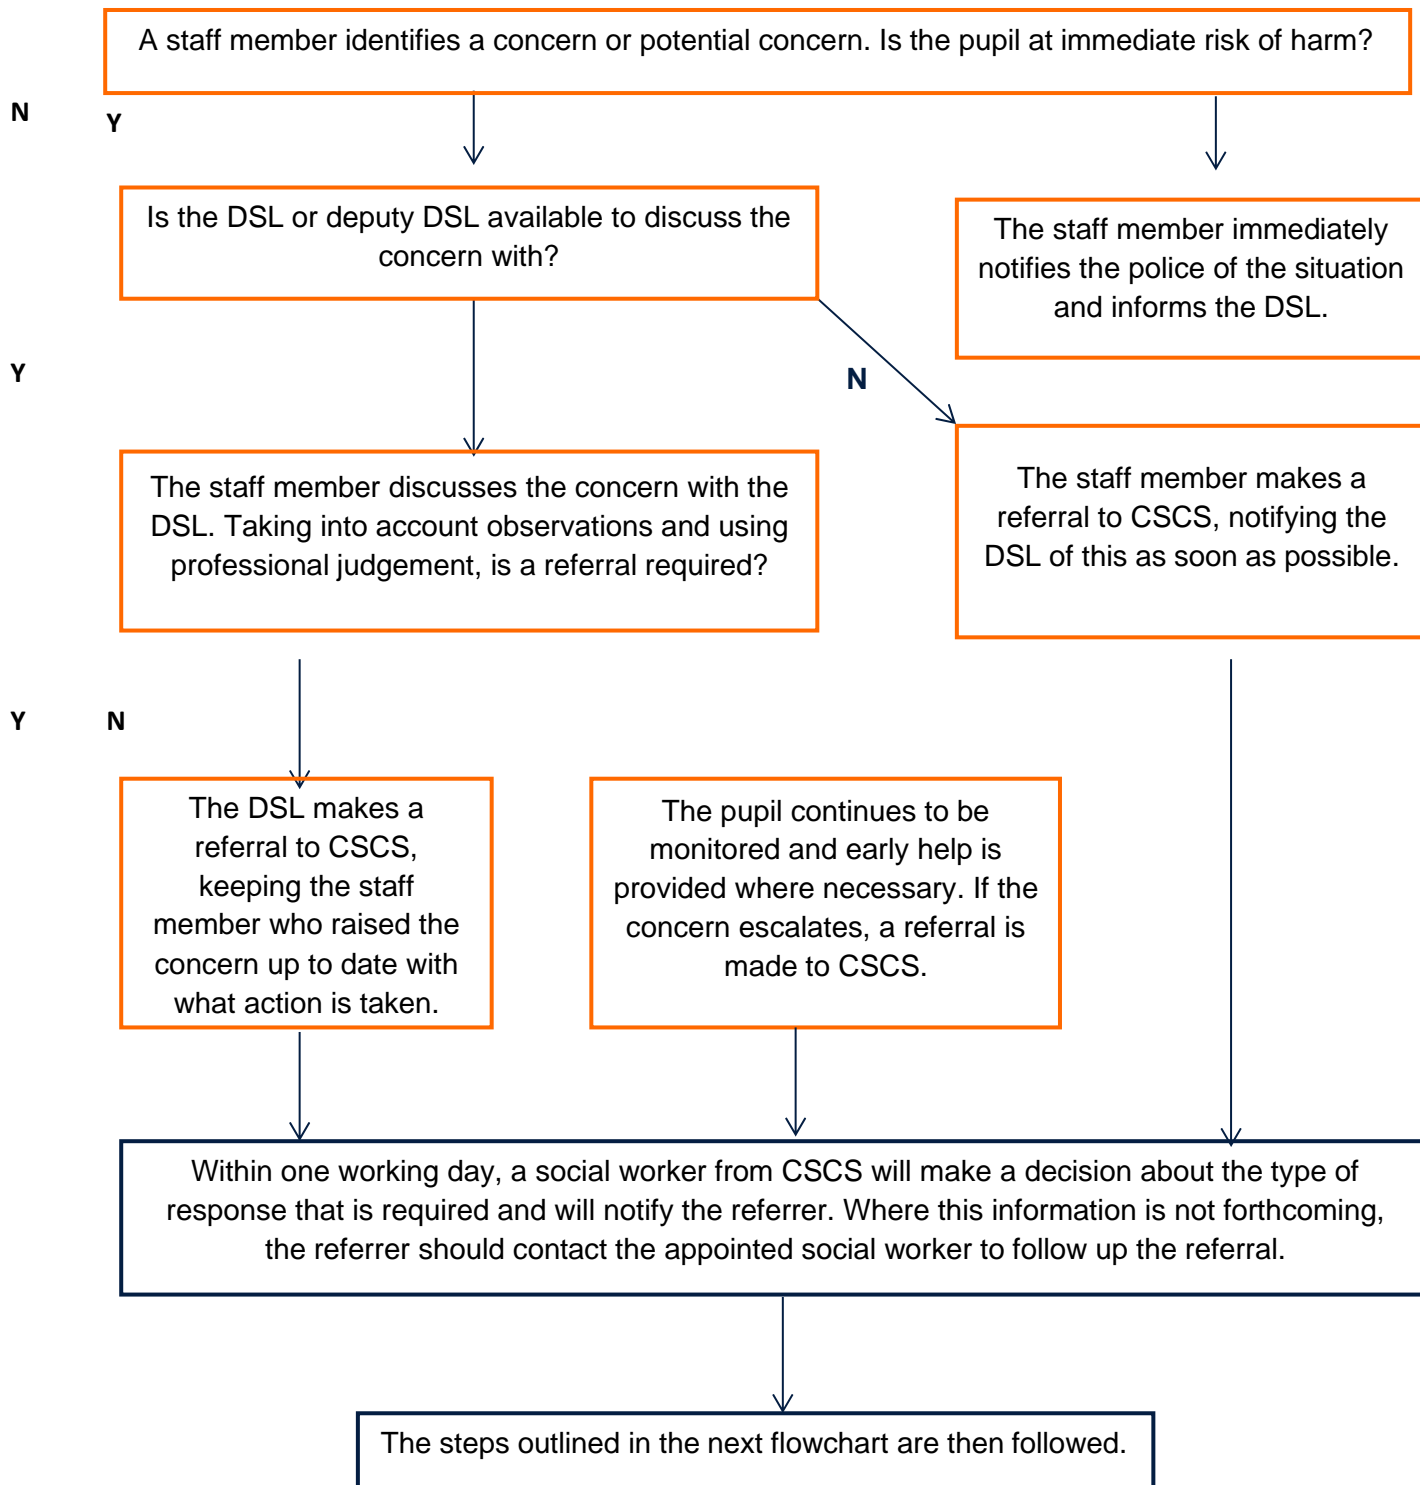 A staff member identifies a concern or potential concern. Is the pupil at immediate risk of harm?
N
Y
Is the DSL or deputy DSL available to discuss the
concern with?
The staff member immediately
notifies the police of the situation
and informs the DSL.
Y
N
The staff member discusses the concern with the
DSL. Taking into account observations and using
professional judgement, is a referral required?
The staff member makes a
referral to CSCS, notifying the
DSL of this as soon as possible.
Y
N
The DSL makes a
referral to CSCS,
keeping the staff
member who raised the
concern up to date with
what action is taken.
The pupil continues to be
monitored and early help is
provided where necessary. If the
concern escalates, a referral is
made to CSCS.
Within one working day, a social worker from CSCS will make a decision about the type of
response that is required and will notify the referrer. Where this information is not forthcoming,
the referrer should contact the appointed social worker to follow up the referral.
The steps outlined in the next flowchart are then followed.